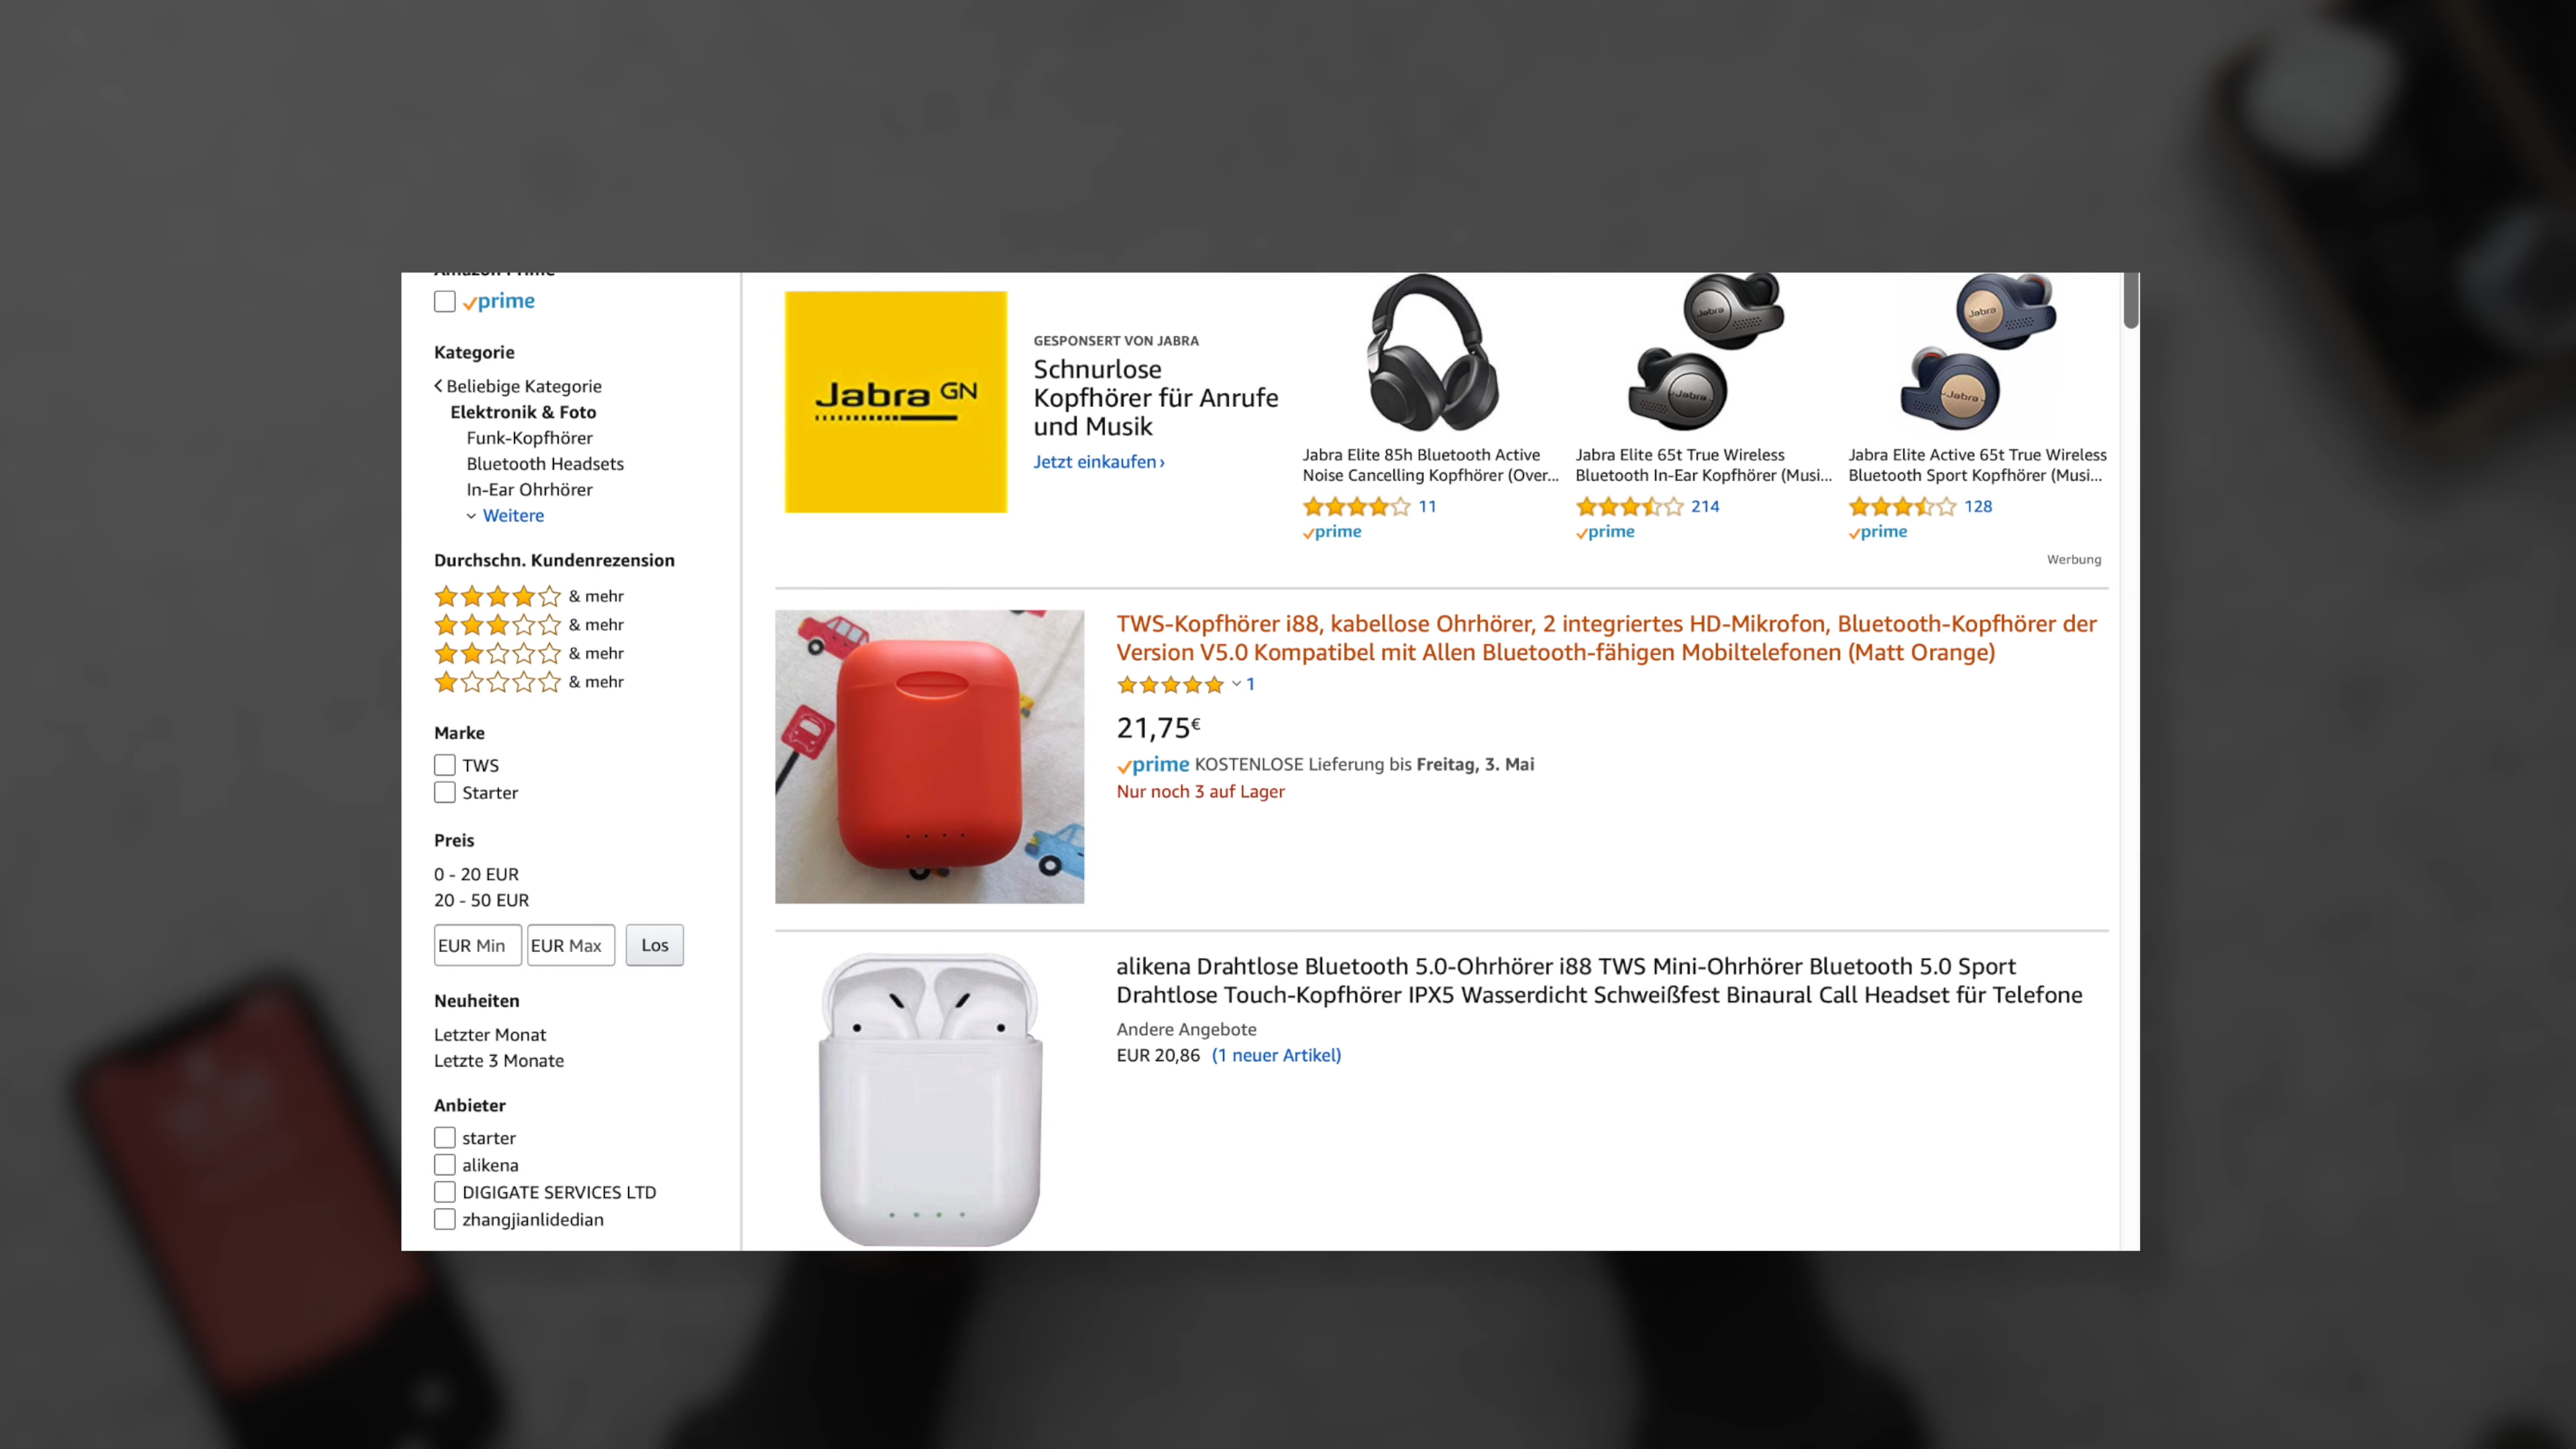 Amazon Prime
prime
Kategorie
Beliebige Kategorie
Elektronik & Foto
Funk-Kopfhörer
Bluetooth Headsets
In-Ear Ohrhörer
Weitere
Durchschn. Kundenrezension
& mehr
& mehr
& mehr
& mehr
Marke
TWS
Starter
Preis
0 - 20 EUR
20 - 50 EUR
EUR Min EUR Max Los
Neuheiten
Letzter Monat
Letzte 3 Monate
Anbieter
starter
alikena
DIGIGATE SERVICES LTD
zhangjianlidedian
Jabra GN
GESPONSERT VON JABRA
Schnurlose
Kopfhörer für Anrufe
und Musik
Jetzt einkaufen›
Jabra Elite 85h Bluetooth Active
Noise Cancelling Kopfhörer (Over...
11
prime
Jabra
Jabra
Jabra Elite 65t True Wireless
Bluetooth In-Ear Kopfhörer (Musi...
214
prime
Jabra
Jabra
Jabra Elite Active 65t True Wireless
Bluetooth Sport Kopfhörer (Musi...
128
prime
Werbung
TWS-Kopfhörer i88, kabellose Ohrhörer, 2 integriertes HD-Mikrofon, Bluetooth-Kopfhörer der
Version V5.0 Kompatibel mit Allen Bluetooth-fähigen Mobiltelefonen (Matt Orange)
1
21,75€
prime KOSTENLOSE Lieferung bis Freitag, 3. Mai
Nur noch 3 auf Lager
alikena Drahtlose Bluetooth 5.0-Ohrhörer i88 TWS Mini-Ohrhörer Bluetooth 5.0 Sport
Drahtlose Touch-Kopfhörer IPX5 Wasserdicht Schweißfest Binaural Call Headset für Telefone
Andere Angebote
EUR 20,86 (1 neuer Artikel)